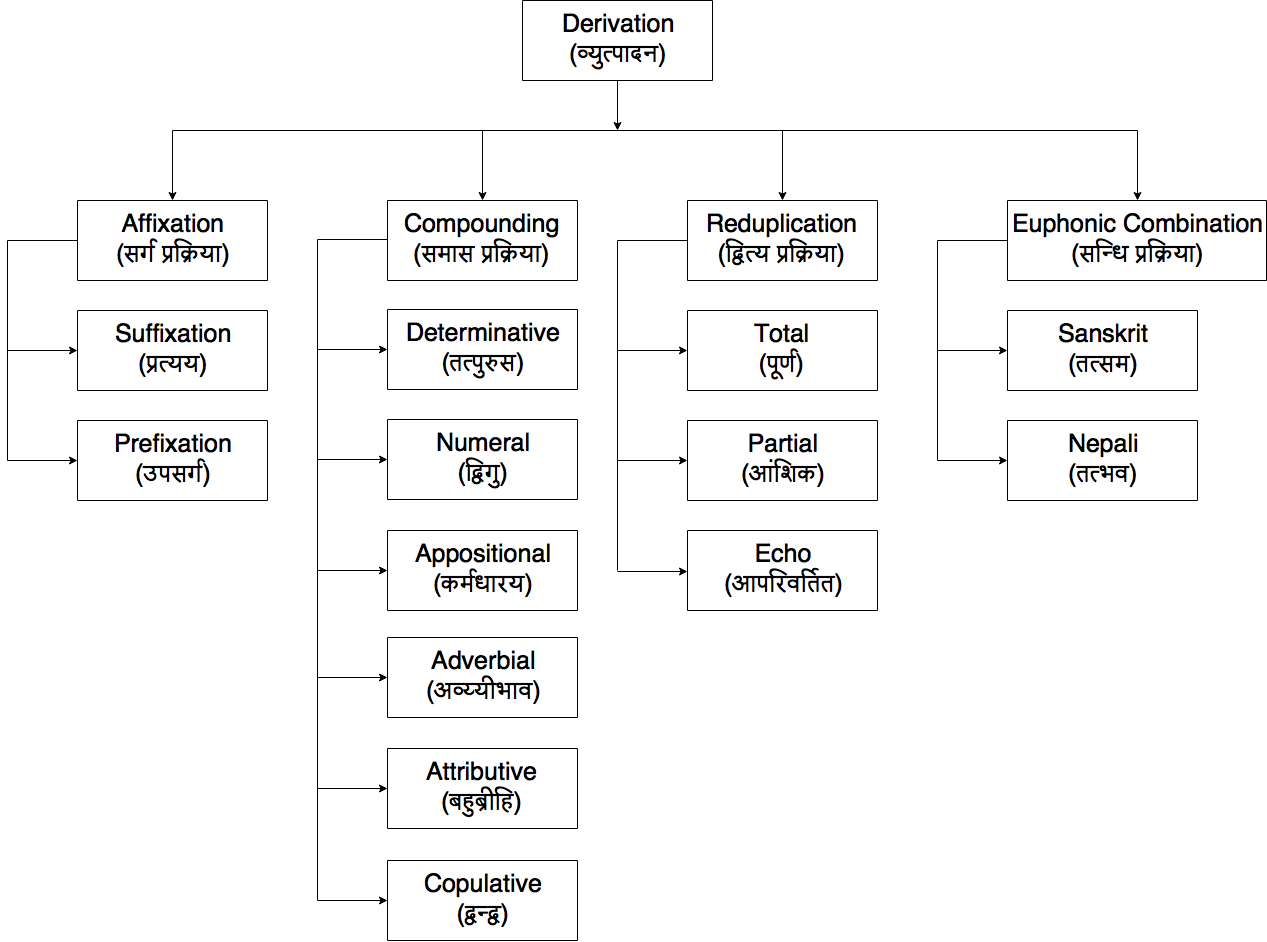 Derivation
(व्युत्पादन)
Affixation
(सर्ग प्रक्रिया)
Suffixation
(प्रत्यय)
Prefixation
(उपसर्ग)
Compounding
(समास प्रक्रिया)
Determinative
(तत्पुरुस)
Numeral
(द्विगु)
Appositional
(कर्मधारय)
Adverbial
(अव्य्यीभाव)
Attributive
(बहुब्रीहि)
Copulative
(द्वन्द्व)
Reduplication
(द्वित्य प्रक्रिया)
Total
(पूर्ण)
Partial
(आंशिक)
Echo
(आपरिवर्तित)
Euphonic Combination
(सन्धि प्रक्रिया)
Sanskrit
(तत्सम)
Nepali
(तत्भव)